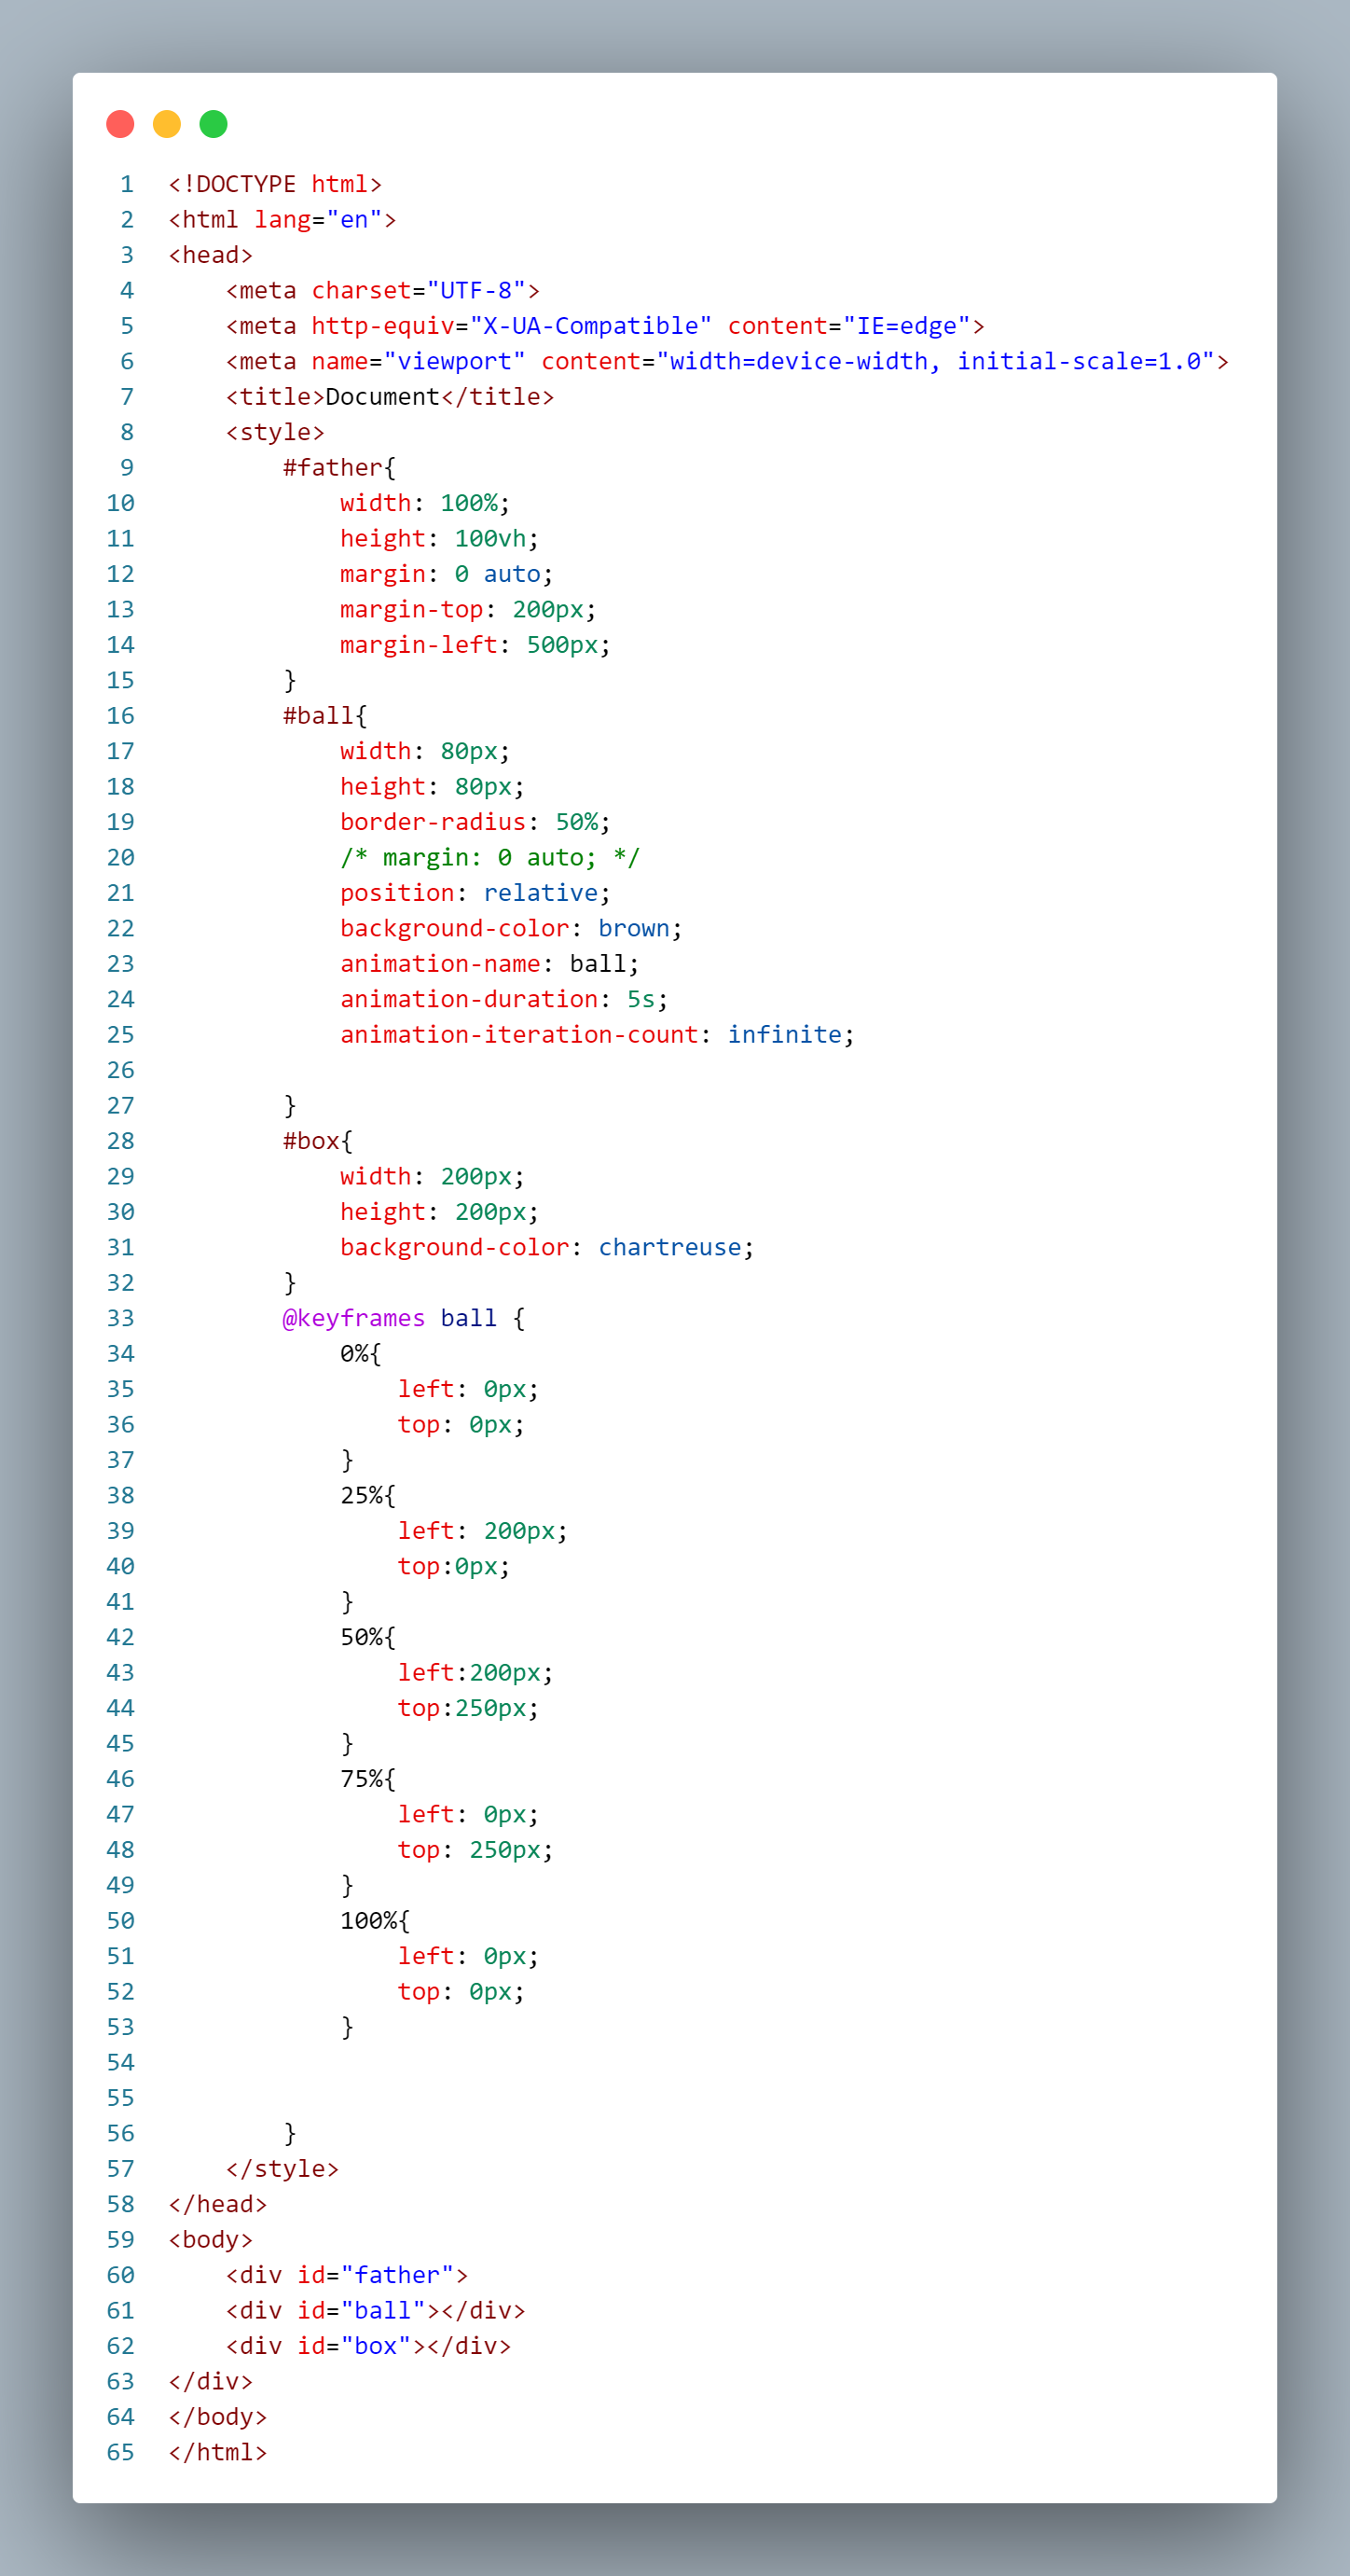 1 <!DOCTYPE html>
2 <html lang="en">
3 <head>
4     <meta charset="UTF-8">
5     <meta http-equiv="X-UA-Compatible" content="IE=edge">
6     <meta name="viewport" content="width=device-width, initial-scale=1.0">
7     <title>Document</title>
8     <style>
9         #father{
10             width: 100%;
11             height: 100vh;
12             margin: 0 auto;
13             margin-top: 200px;
14             margin-left: 500px;
15         }
16         #ball{
17             width: 80px;
18             height: 80px;
19             border-radius: 50%;
20             /* margin: 0 auto; */
21             position: relative;
22             background-color: brown;
23             animation-name: ball;
24             animation-duration: 5s;
25             animation-iteration-count: infinite;
26
27         }
28         #box{
29             width: 200px;
30             height: 200px;
31             background-color: chartreuse;
32         }
33         @keyframes ball {
34             0%{
35                 left: 0px;
36                 top: 0px;
37             }
38             25%{
39                 left: 200px;
40                 top:0px;
41             }
42             50%{
43                 left:200px;
44                 top:250px;
45             }
46             75%{
47                 left: 0px;
48                 top: 250px;
49             }
50             100%{
51                 left: 0px;
52                 top: 0px;
53             }
54
55
56         }
57     </style>
58 </head>
59 <body>
60     <div id="father">
61     <div id="ball"></div>
62     <div id="box"></div>
63 </div>
64 </body>
65 </html>